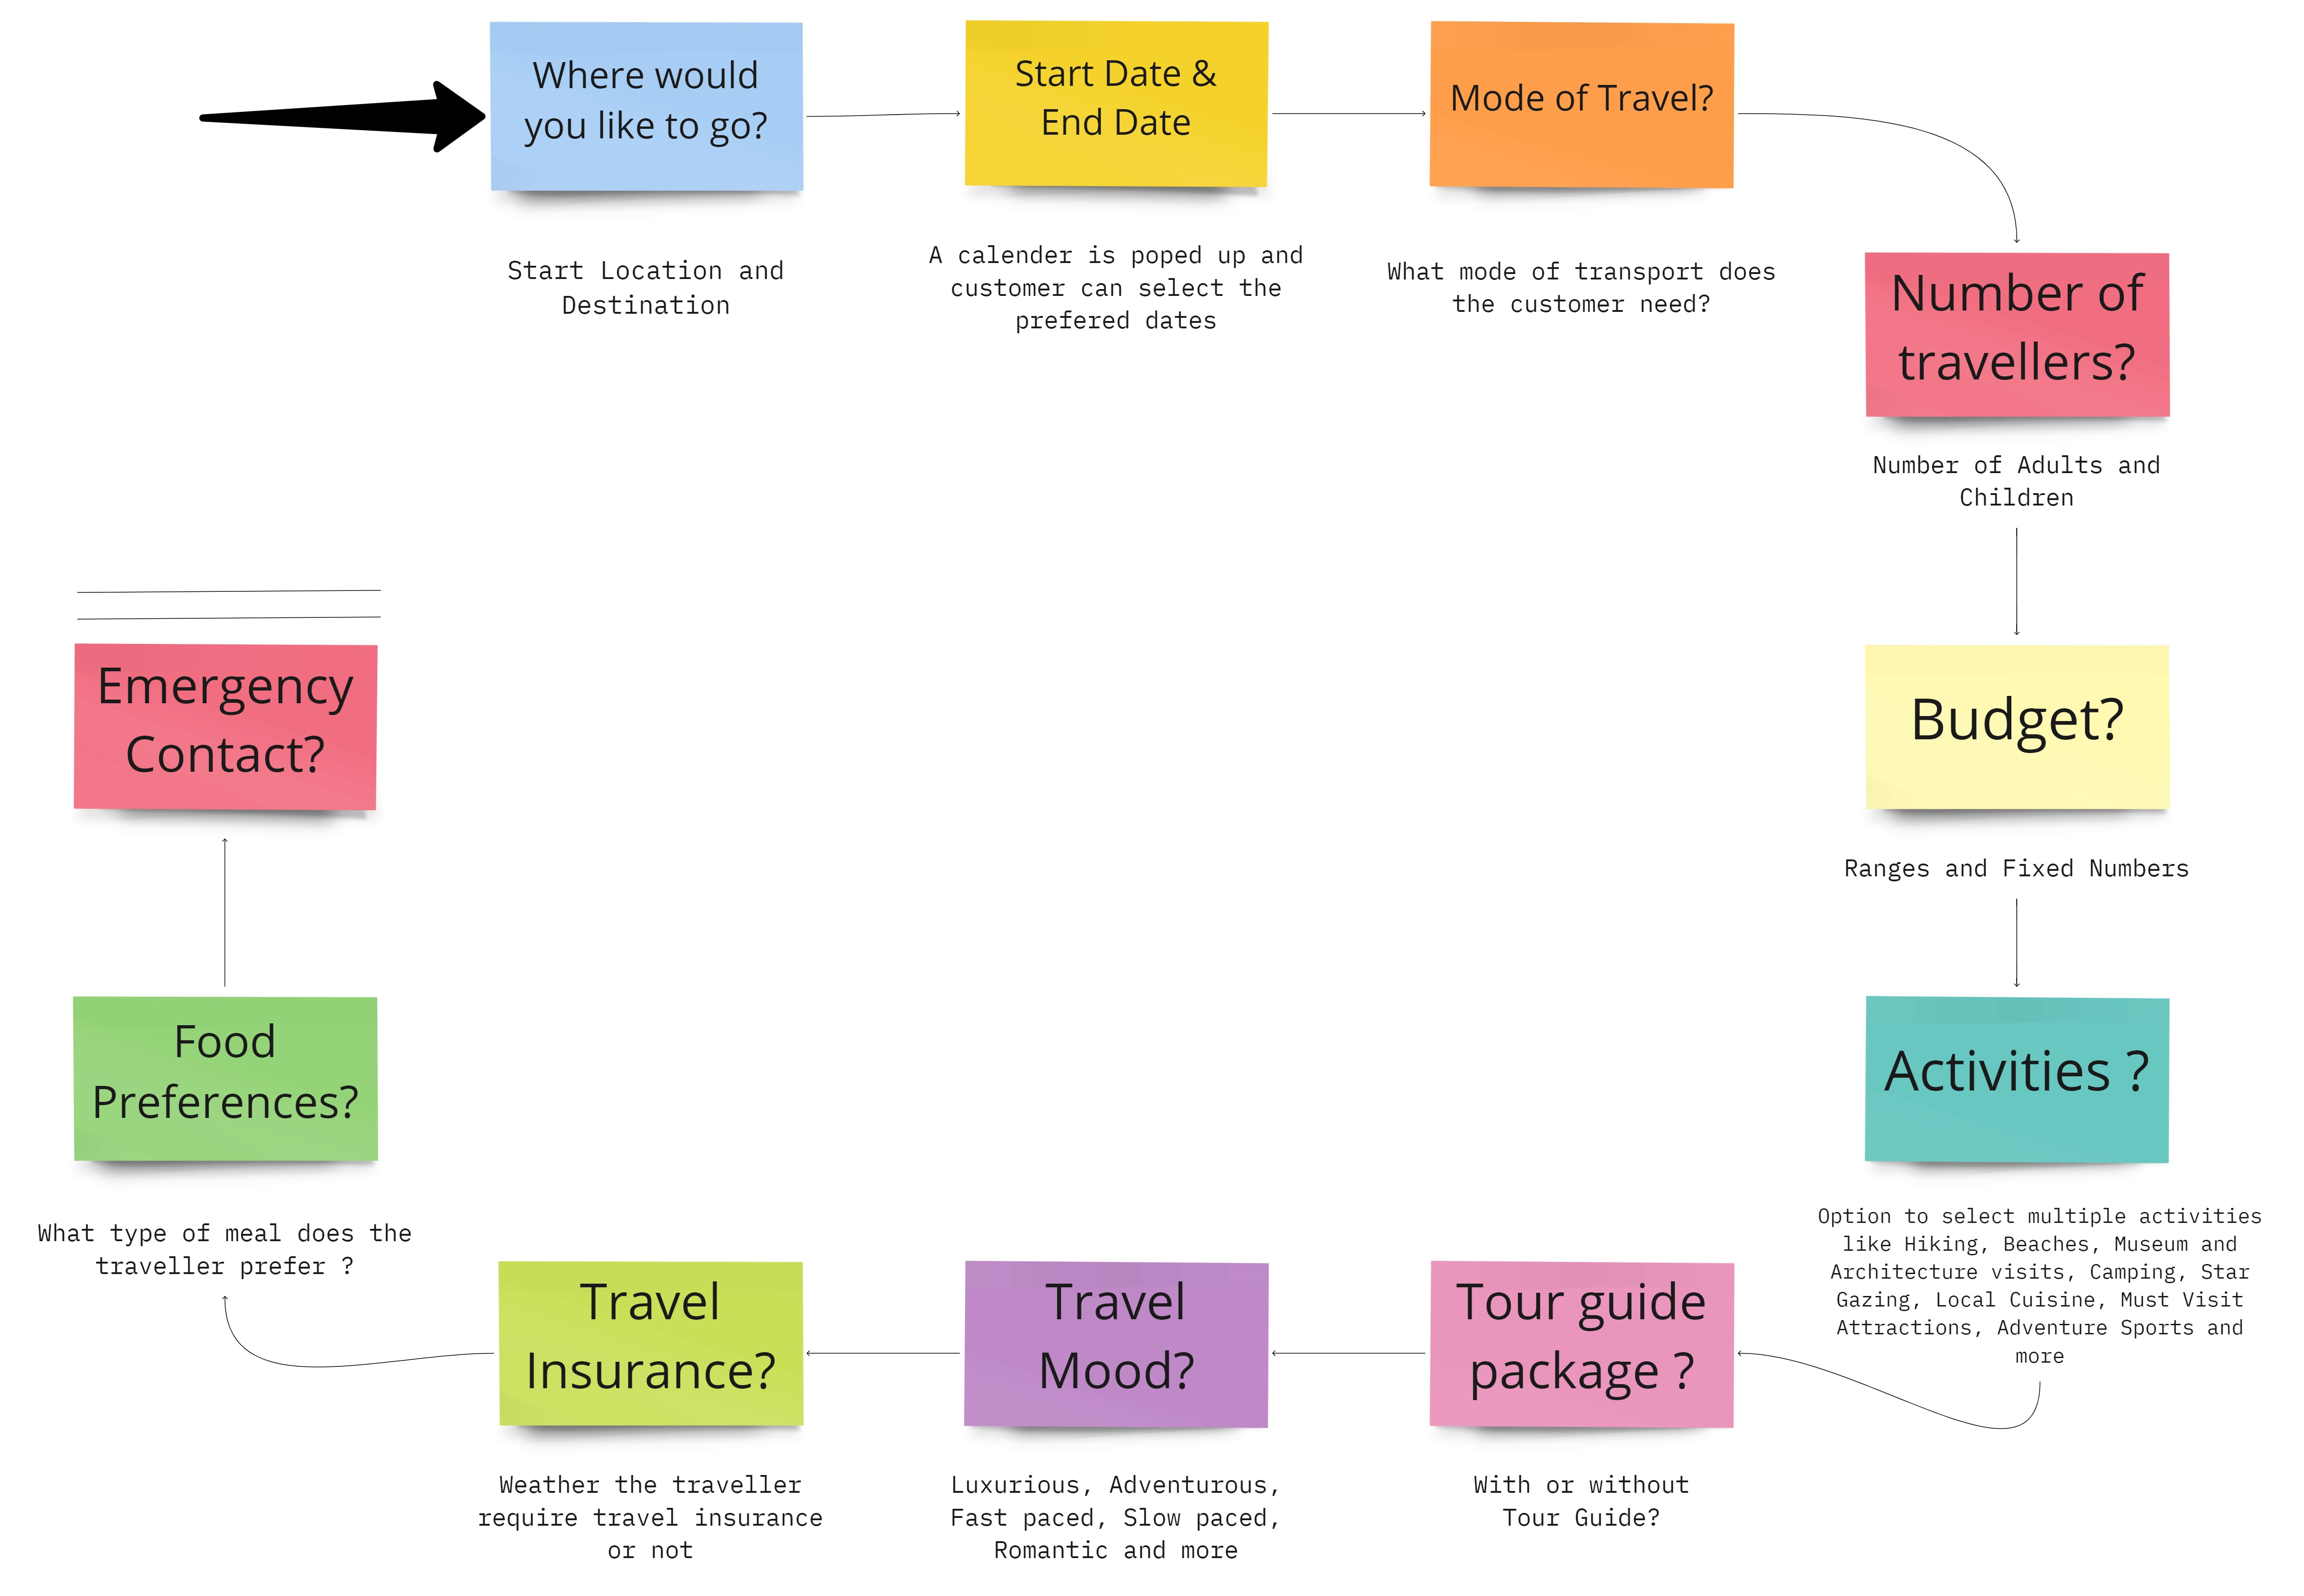 Where would
you like to go?
Start Location and
Destination
Start Date &
End Date
A calender is poped up and
customer can select the
prefered dates
Mode of Travel?
What mode of transport does
the customer need?
Number of
travellers?
Number of Adults and
Children
Budget?
Ranges and Fixed Numbers
Activities ?
Option to select multiple activities
like Hiking, Beaches, Museum and
Architecture visits, Camping, Star
Gazing, Local Cuisine, Must Visit
Attractions, Adventure Sports and
more
Tour guide
package ?
With or without
Tour Guide?
Travel
Mood?
Luxurious, Adventurous,
Fast paced, Slow paced,
Romantic and more
Travel
Insurance?
Weather the traveller
require travel insurance
or not
Food
Preferences?
What type of meal does the
traveller prefer ?
Emergency
Contact?